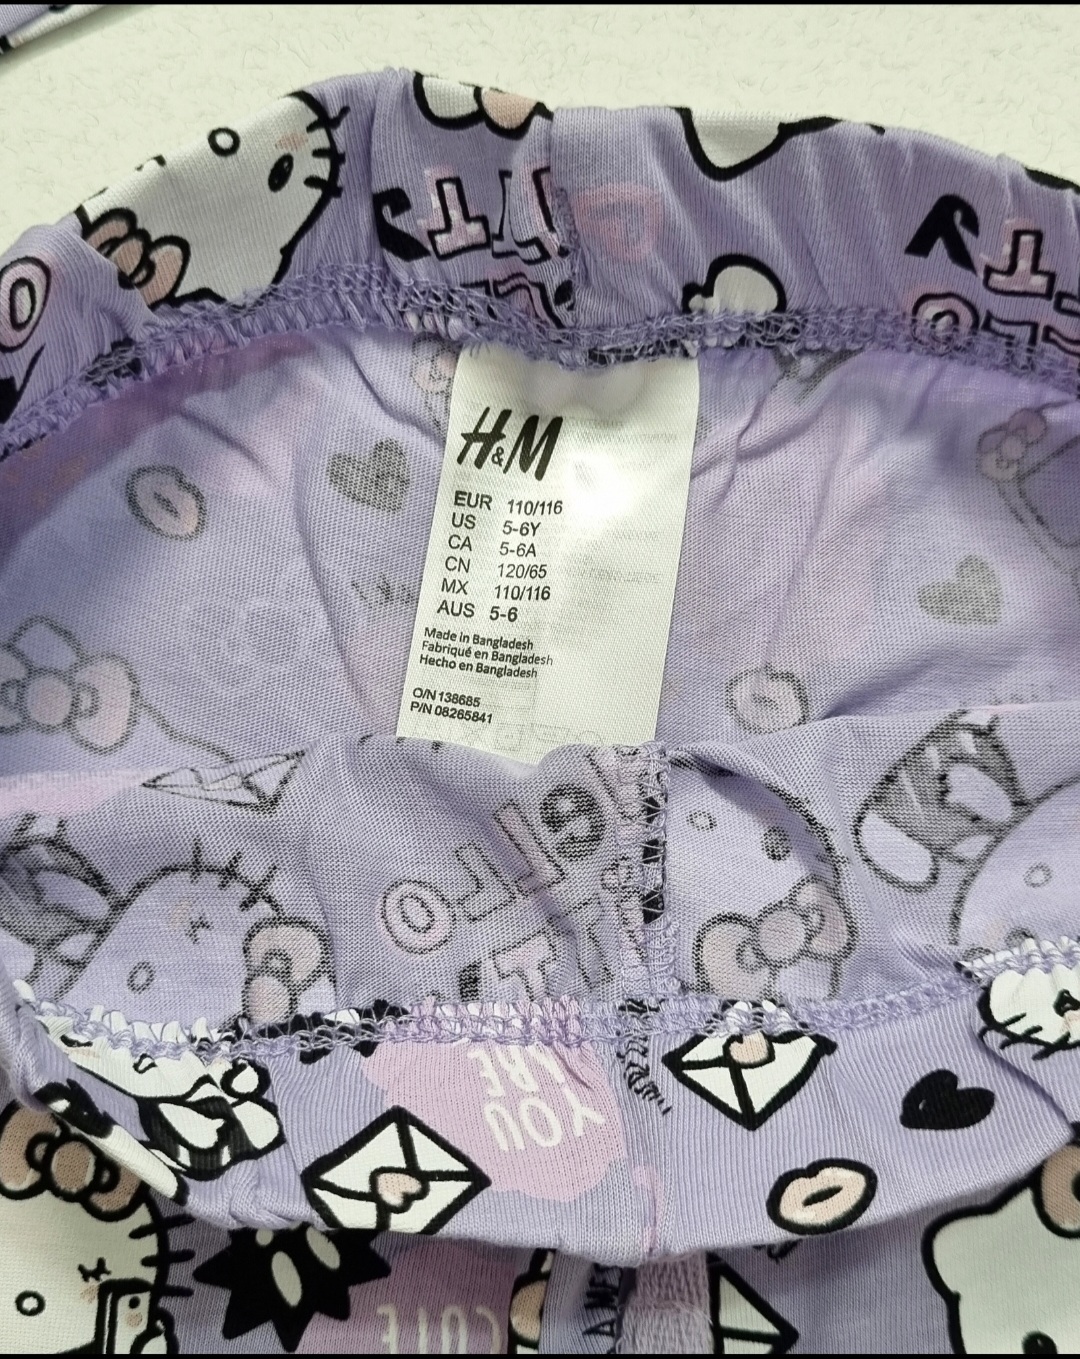 H&M
EUR 110/116
US 5-6Y
CA 5-6A
CN 120/65
MX 110/116
AUS 5-6
Made in Bangladesh
Fabriqué en Bangladesh
Hecho en Bangladesh
O/N 138685
P/N 08265841
YOU
ARE
CUTE